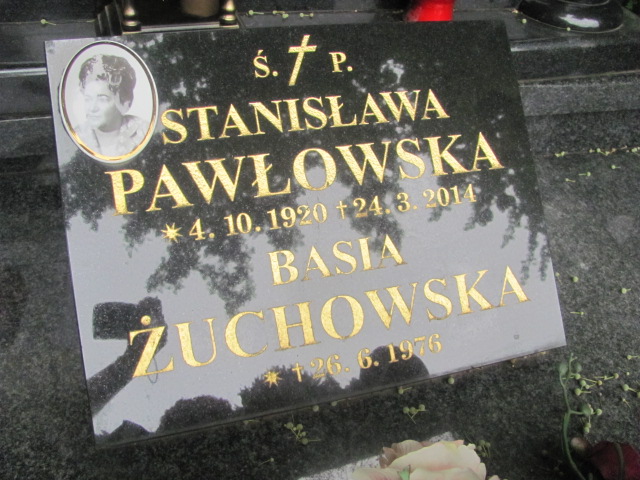 Ś. † P.
STANISŁAWA
PAWŁOWSKA
* 4. 10. 1920 † 24. 3. 2014
BASIA
ŻUCHOWSKA
* † 26. 6. 1976